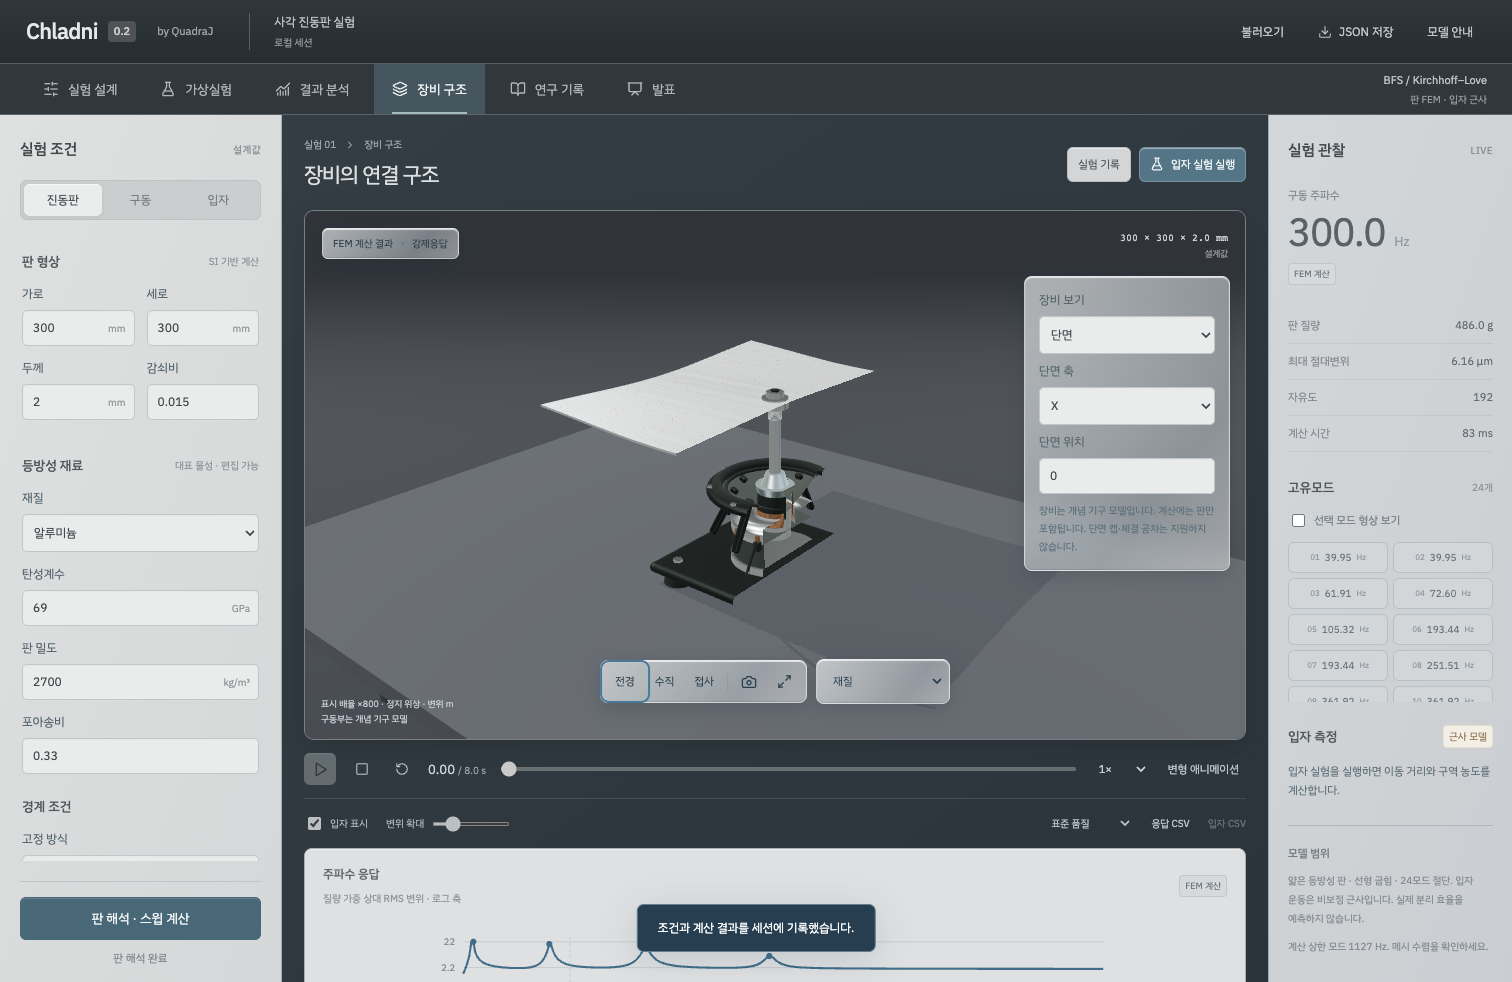 Chladni 0.2 by QuadraJ
사각 진동판 실험
로컬 세션
불러오기
JSON 저장
모델 안내
실험 설계
가상실험
결과 분석
장비 구조
연구 기록
발표
BFS / Kirchhoff–Love
판 FEM · 입자 근사
실험 조건
설계값
진동판
구동
입자
판 형상
SI 기반 계산
가로
세로
300 mm
300 mm
두께
감쇠비
2 mm
0.015
등방성 재료
대표 물성 · 편집 가능
재질
알루미늄
탄성계수
69 GPa
판 밀도
2700 kg/m³
포아송비
0.33
경계 조건
고정 방식
판 해석 · 스윕 계산
판 해석 완료
실험 01 > 장비 구조
장비의 연결 구조
실험 기록
입자 실험 실행
FEM 계산 결과 · 강제응답
300 × 300 × 2.0 mm
설계값
장비 보기
단면
단면 축
X
단면 위치
0
장비는 개념 기구 모델입니다. 계산에는 판만
포함됩니다. 단면 캡·체결 공차는 지원하지
않습니다.
전경
수직
접사
재질
표시 배율 ×800 · 정지 위상 · 변위 m
구동부는 개념 기구 모델
0.00 / 8.0 s
1×
변형 애니메이션
입자 표시
변위 확대
표준 품질
응답 CSV
입자 CSV
주파수 응답
질량 가중 상대 RMS 변위 · 로그 축
FEM 계산
22
2.2
조건과 계산 결과를 세션에 기록했습니다.
실험 관찰
LIVE
구동 주파수
300.0 Hz
FEM 계산
판 질량 486.0 g
최대 절대변위 6.16 μm
자유도 192
계산 시간 83 ms
고유모드 24개
선택 모드 형상 보기
01 39.95 Hz
02 39.95 Hz
03 61.91 Hz
04 72.60 Hz
05 105.32 Hz
06 193.44 Hz
07 193.44 Hz
08 251.51 Hz
09 361.92 Hz
10 361.92 Hz
입자 측정
근사 모델
입자 실험을 실행하면 이동 거리와 구역 농도를
계산합니다.
모델 범위
얇은 등방성 판 · 선형 굽힘 · 24모드 절단. 입자
운동은 비보정 근사입니다. 실제 분리 효율을
예측하지 않습니다.
계산 상한 모드 1127 Hz. 메시 수렴을 확인하세요.